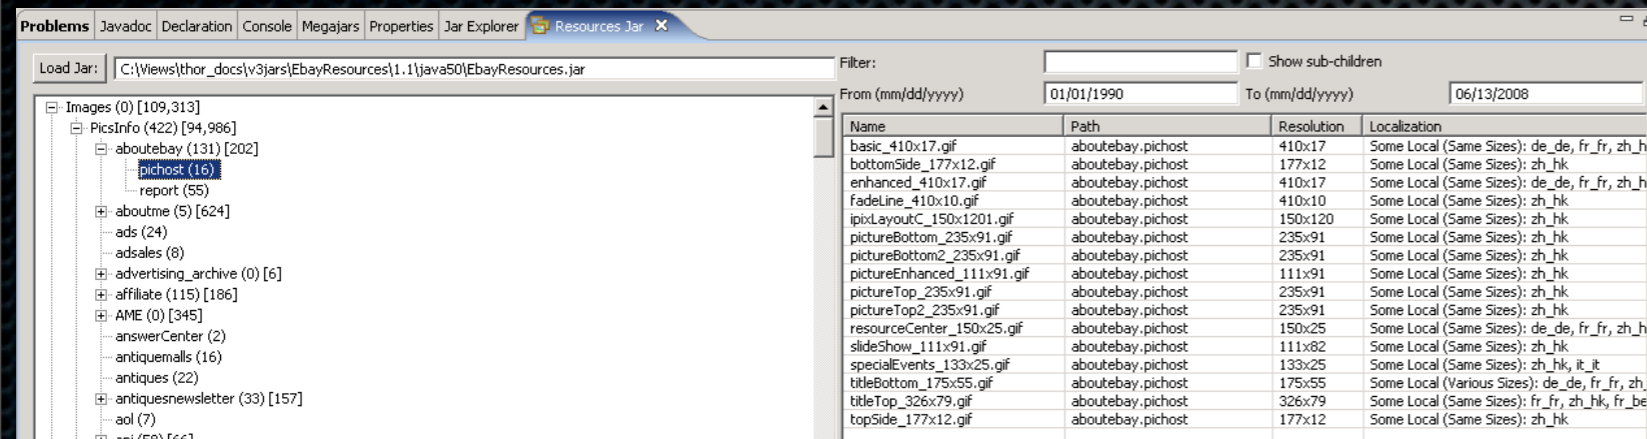 Problems Javadoc Declaration Console Megajars Properties Jar Explorer Resources Jar
Load Jar: C:\Views\thor_docs\v3jars\EbayResources\1.1\java50\EbayResources.jar
Images (0) [109,313]
PicsInfo (422) [94,986]
aboutebay (131) [202]
pichost (16)
report (55)
aboutme (5) [624]
ads (24)
adsales (8)
advertising_archive (0) [6]
affiliate (115) [186]
AME (0) [345]
answerCenter (2)
antiquemalls (16)
antiques (22)
antiquesnewsletter (33) [157]
aol (7)
Filter: Show sub-children
From (mm/dd/yyyy) 01/01/1990 To (mm/dd/yyyy) 06/13/2008
Name Path Resolution Localization
basic_410x17.gif aboutebay.pichost 410x17 Some Local (Same Sizes): de_de, fr_fr, zh_h
bottomSide_177x12.gif aboutebay.pichost 177x12 Some Local (Same Sizes): zh_hk
enhanced_410x17.gif aboutebay.pichost 410x17 Some Local (Same Sizes): de_de, fr_fr, zh_h
fadeLine_410x10.gif aboutebay.pichost 410x10 Some Local (Same Sizes): zh_hk
ipixLayoutC_150x1201.gif aboutebay.pichost 150x120 Some Local (Same Sizes): zh_hk
pictureBottom_235x91.gif aboutebay.pichost 235x91 Some Local (Same Sizes): zh_hk
pictureBottom2_235x91.gif aboutebay.pichost 235x91 Some Local (Same Sizes): zh_hk
pictureEnhanced_111x91.gif aboutebay.pichost 111x91 Some Local (Same Sizes): zh_hk
pictureTop_235x91.gif aboutebay.pichost 235x91 Some Local (Same Sizes): zh_hk
pictureTop2_235x91.gif aboutebay.pichost 235x91 Some Local (Same Sizes): zh_hk
resourceCenter_150x25.gif aboutebay.pichost 150x25 Some Local (Same Sizes): de_de, fr_fr, zh_h
slideShow_111x91.gif aboutebay.pichost 111x82 Some Local (Same Sizes): zh_hk
specialEvents_133x25.gif aboutebay.pichost 133x25 Some Local (Same Sizes): zh_hk, it_it
titleBottom_175x55.gif aboutebay.pichost 175x55 Some Local (Various Sizes): de_de, fr_fr, zh_
titleTop_326x79.gif aboutebay.pichost 326x79 Some Local (Same Sizes): fr_fr, zh_hk, fr_be
topSide_177x12.gif aboutebay.pichost 177x12 Some Local (Same Sizes): zh_hk